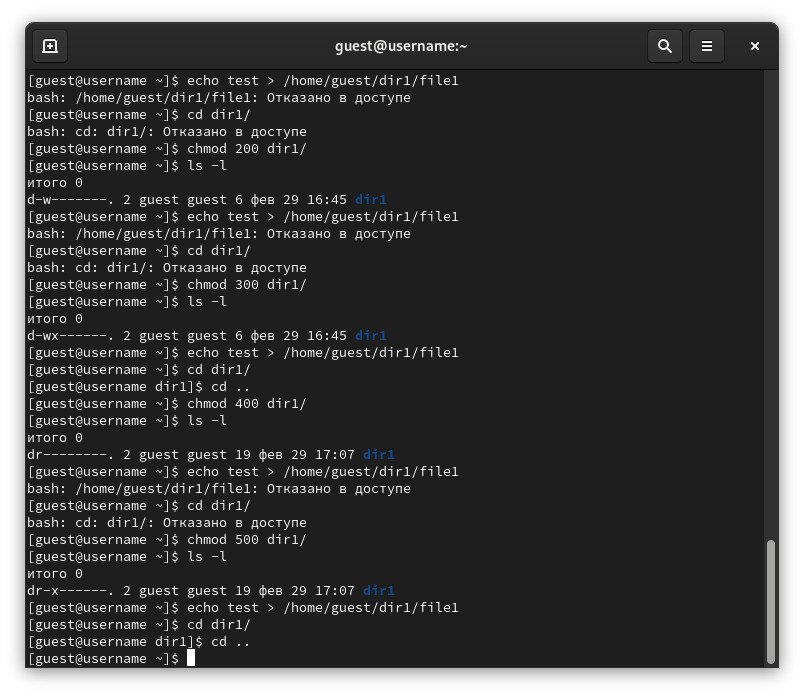 guest@username:~
[guest@username ~]$ echo test > /home/guest/dir1/file1
bash: /home/guest/dir1/file1: Отказано в доступе
[guest@username ~]$ cd dir1/
bash: cd: dir1/: Отказано в доступе
[guest@username ~]$ chmod 200 dir1/
[guest@username ~]$ ls -l
итого 0
d-w-------. 2 guest guest 6 фев 29 16:45 dir1
[guest@username ~]$ echo test > /home/guest/dir1/file1
bash: /home/guest/dir1/file1: Отказано в доступе
[guest@username ~]$ cd dir1/
bash: cd: dir1/: Отказано в доступе
[guest@username ~]$ chmod 300 dir1/
[guest@username ~]$ ls -l
итого 0
d-wx------. 2 guest guest 6 фев 29 16:45 dir1
[guest@username ~]$ echo test > /home/guest/dir1/file1
[guest@username ~]$ cd dir1/
[guest@username dir1]$ cd ..
[guest@username ~]$ chmod 400 dir1/
[guest@username ~]$ ls -l
итого 0
dr--------. 2 guest guest 19 фев 29 17:07 dir1
[guest@username ~]$ echo test > /home/guest/dir1/file1
bash: /home/guest/dir1/file1: Отказано в доступе
[guest@username ~]$ cd dir1/
bash: cd: dir1/: Отказано в доступе
[guest@username ~]$ chmod 500 dir1/
[guest@username ~]$ ls -l
итого 0
dr-x------. 2 guest guest 19 фев 29 17:07 dir1
[guest@username ~]$ echo test > /home/guest/dir1/file1
[guest@username ~]$ cd dir1/
[guest@username dir1]$ cd ..
[guest@username ~]$